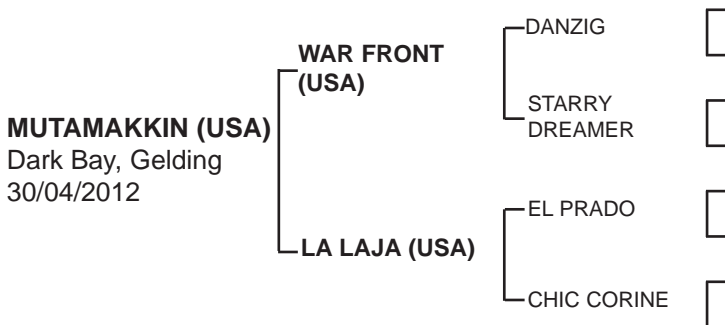 DANZIG
WAR FRONT
(USA)
STARRY
DREAMER
MUTAMAKKIN (USA)
Dark Bay, Gelding
30/04/2012
EL PRADO
LA LAJA (USA)
CHIC CORINE